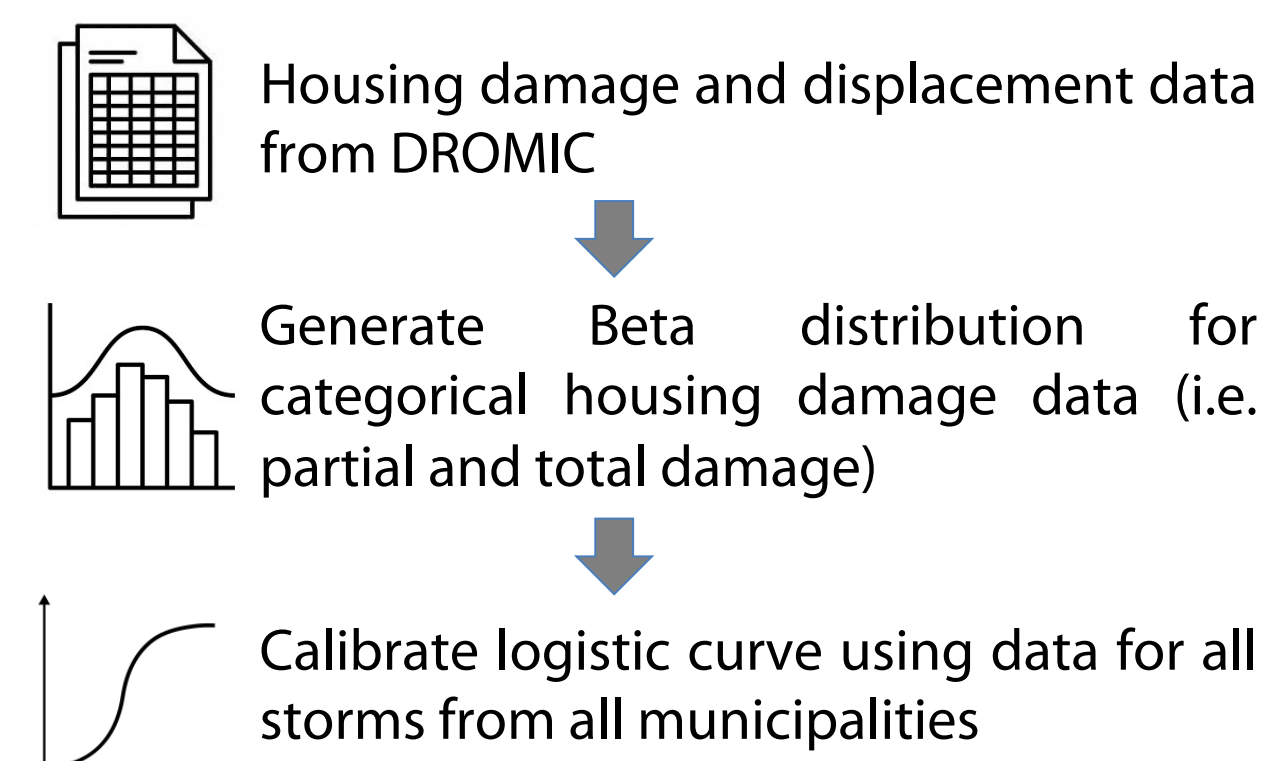 Housing damage and displacement data
from DROMIC
Generate Beta distribution for
categorical housing damage data (i.e.
partial and total damage)
Calibrate logistic curve using data for all
storms from all municipalities